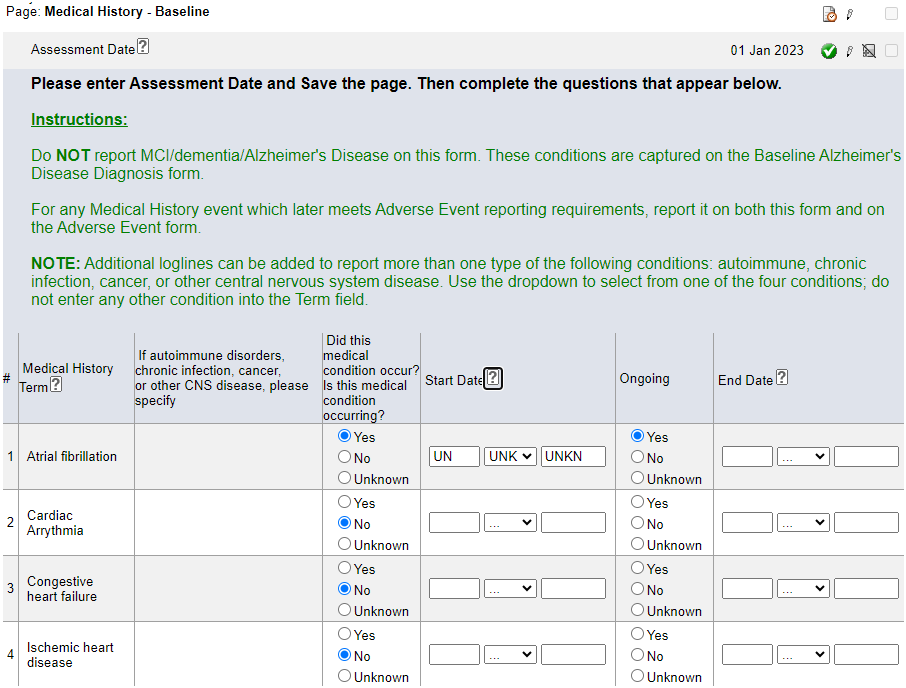 Page: Medical History - Baseline
Assessment Date?
01 Jan 2023
Please enter Assessment Date and Save the page. Then complete the questions that appear below.
Instructions:
Do NOT report MCI/dementia/Alzheimer's Disease on this form. These conditions are captured on the Baseline Alzheimer's
Disease Diagnosis form.
For any Medical History event which later meets Adverse Event reporting requirements, report it on both this form and on
the Adverse Event form.
NOTE: Additional loglines can be added to report more than one type of the following conditions: autoimmune, chronic
infection, cancer, or other central nervous system disease. Use the dropdown to select from one of the four conditions; do
not enter any other condition into the Term field.
#
Medical History
Term?
If autoimmune disorders,
chronic infection, cancer,
or other CNS disease, please
specify
Did this
medical
condition occur?
Is this medical
condition
occurring?
Start Date?
Ongoing
End Date?
1
Atrial fibrillation
Yes
No
Unknown
UN UNK UNKN
Yes
No
Unknown
...
2
Cardiac
Arrythmia
Yes
No
Unknown
...
Yes
No
Unknown
...
3
Congestive
heart failure
Yes
No
Unknown
...
Yes
No
Unknown
...
4
Ischemic heart
disease
Yes
No
Unknown
...
Yes
No
Unknown
...